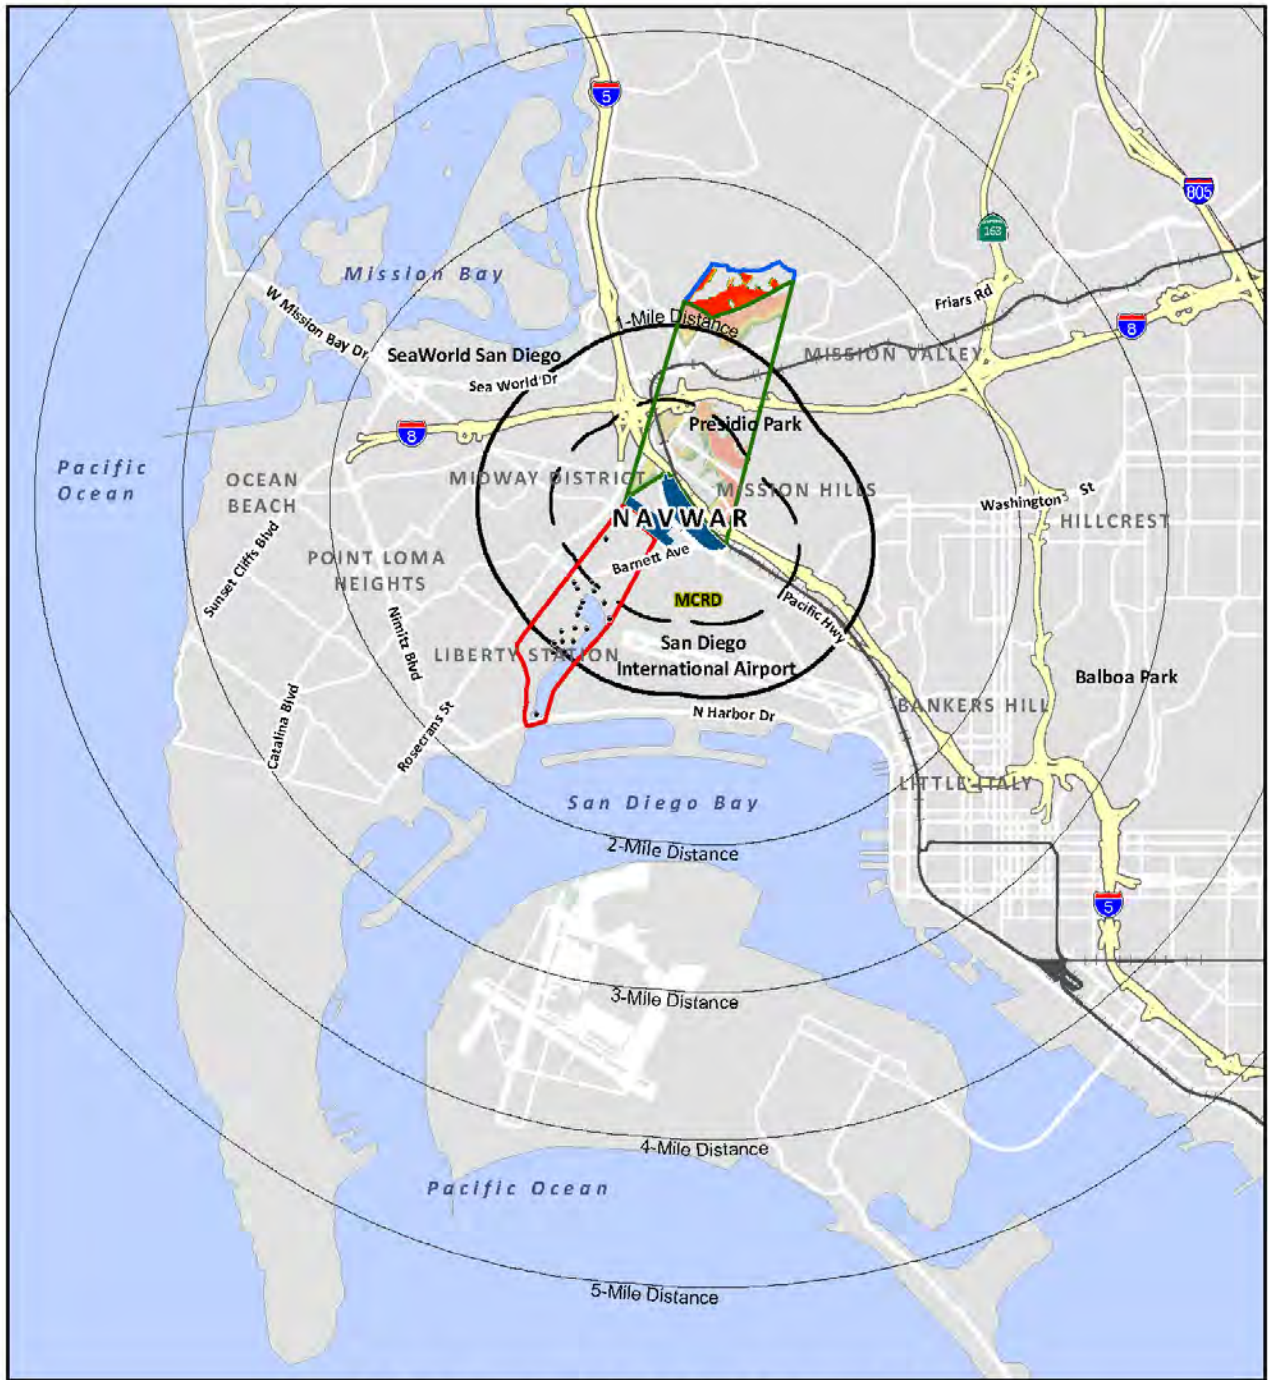 5
805
163
Mission Bay
W Mission Bay Dr
Friars Rd
1-Mile Distance
8
SeaWorld San Diego
MISSION VALLEY
Sea World Dr
Presidio Park
8
Pacific
Ocean
OCEAN
BEACH
MIDWAY DISTRICT
MISSION HILLS
Washington St
HILLCREST
NAVWAR
Sunset Cliffs Blvd
POINT LOMA
HEIGHTS
Barnett Ave
MCRD
Pacific Hwy
Nimitz Blvd
LIBERTY STATION
San Diego
International Airport
Balboa Park
Catalina Blvd
Rosecrans St
N Harbor Dr
BANKERS HILL
LITTLE ITALY
San Diego Bay
2-Mile Distance
5
3-Mile Distance
4-Mile Distance
Pacific Ocean
5-Mile Distance